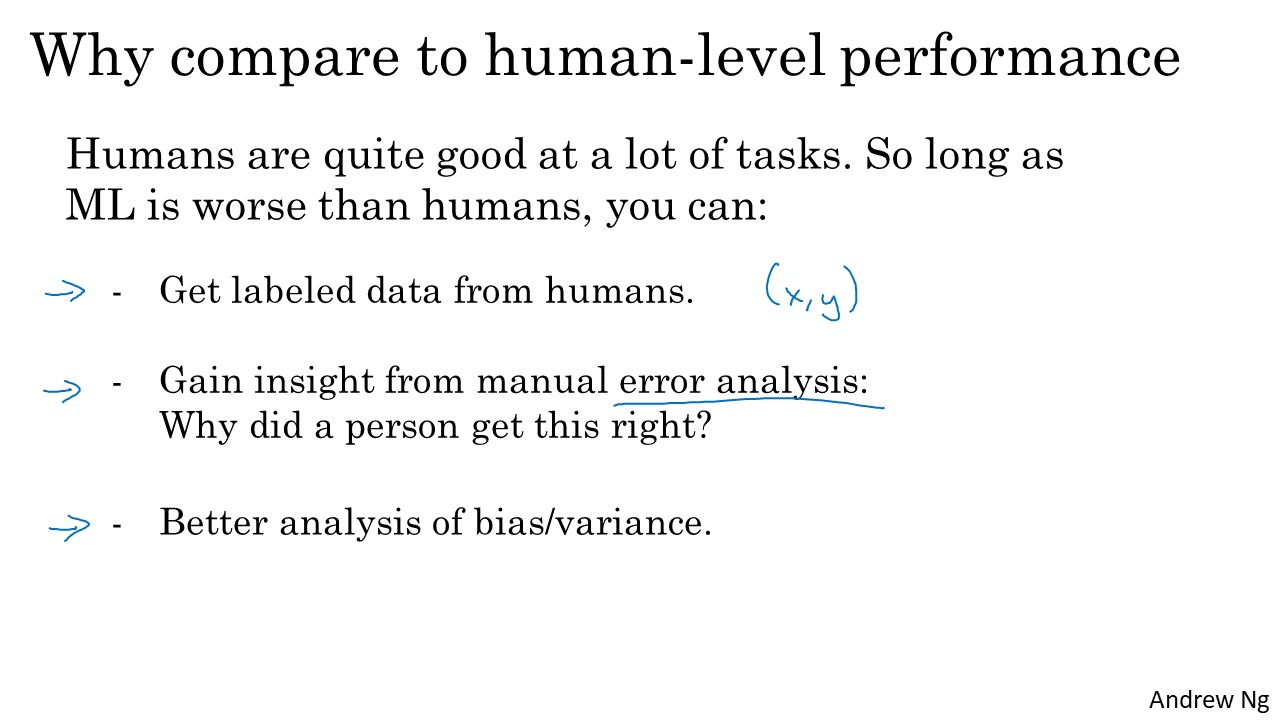 Why compare to human-level performance
Humans are quite good at a lot of tasks. So long as
ML is worse than humans, you can:
- Get labeled data from humans. (x,y)
- Gain insight from manual error analysis:
Why did a person get this right?
- Better analysis of bias/variance.
Andrew Ng